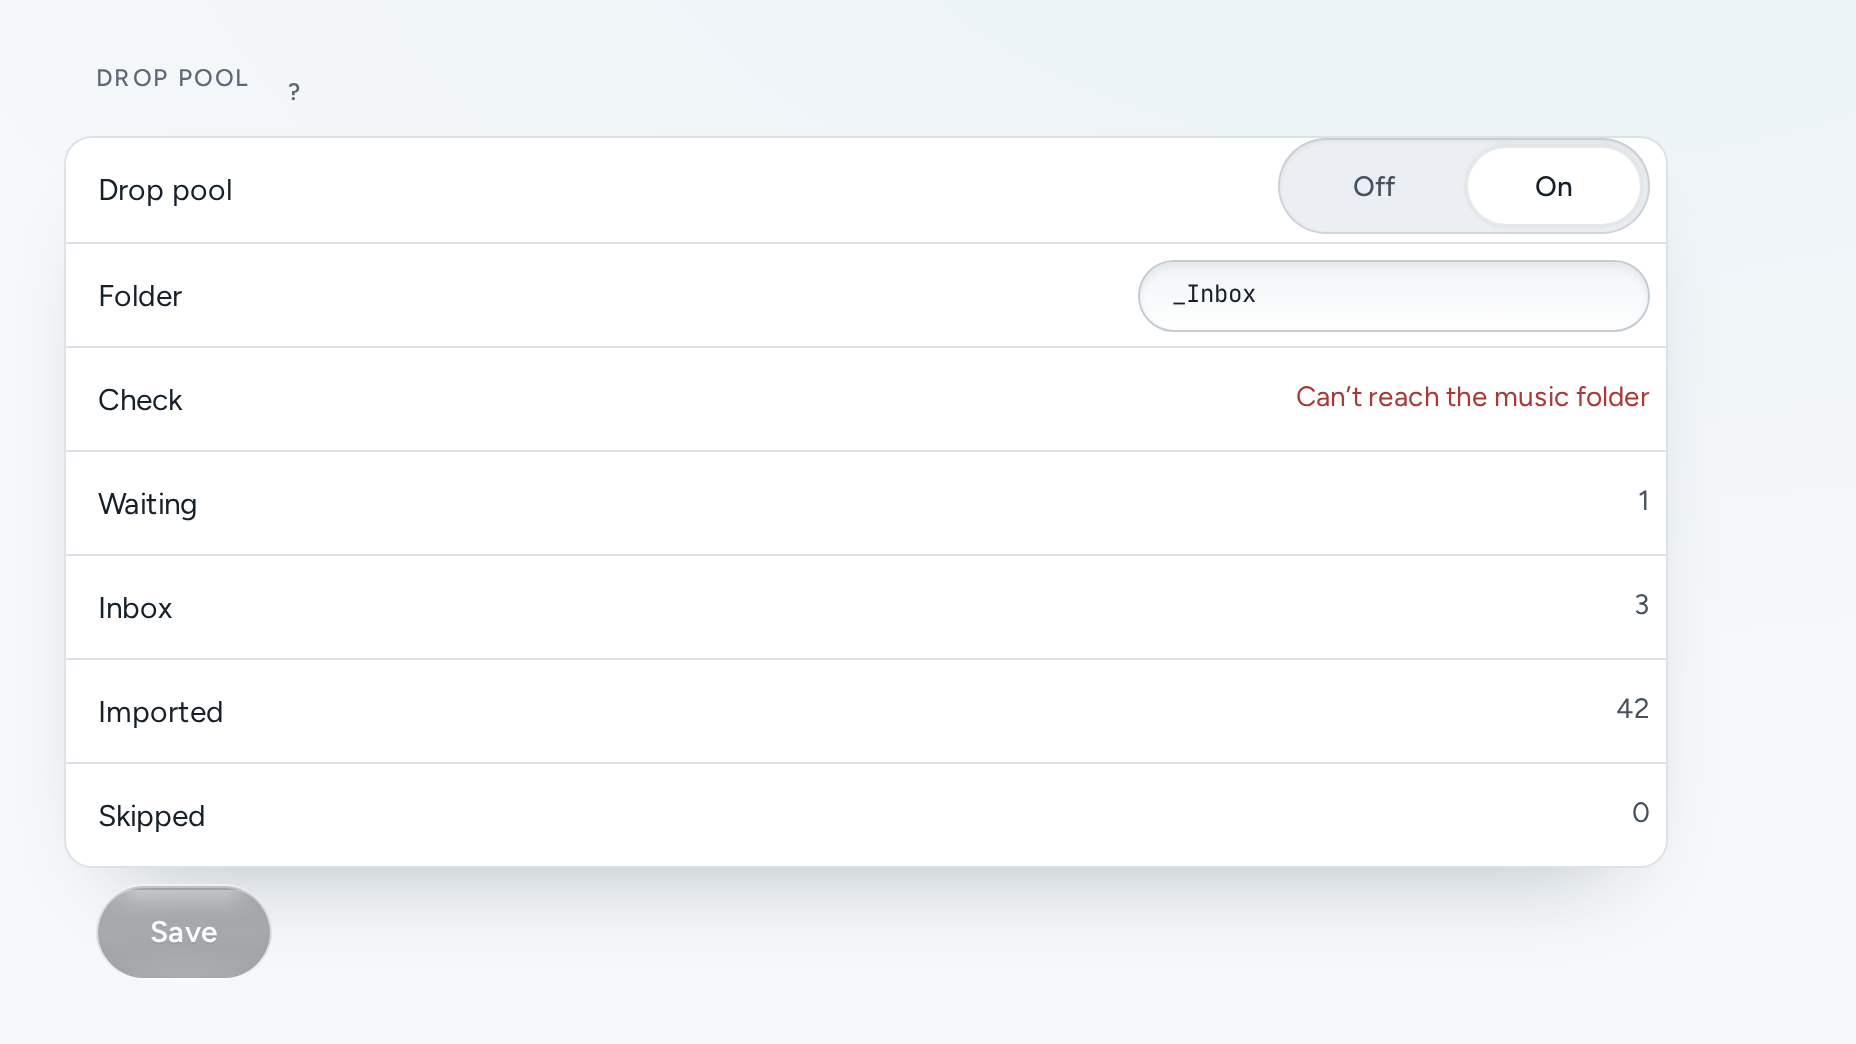 DROP POOL ?
Drop pool Off On
Folder _Inbox
Check Can’t reach the music folder
Waiting 1
Inbox 3
Imported 42
Skipped 0
Save